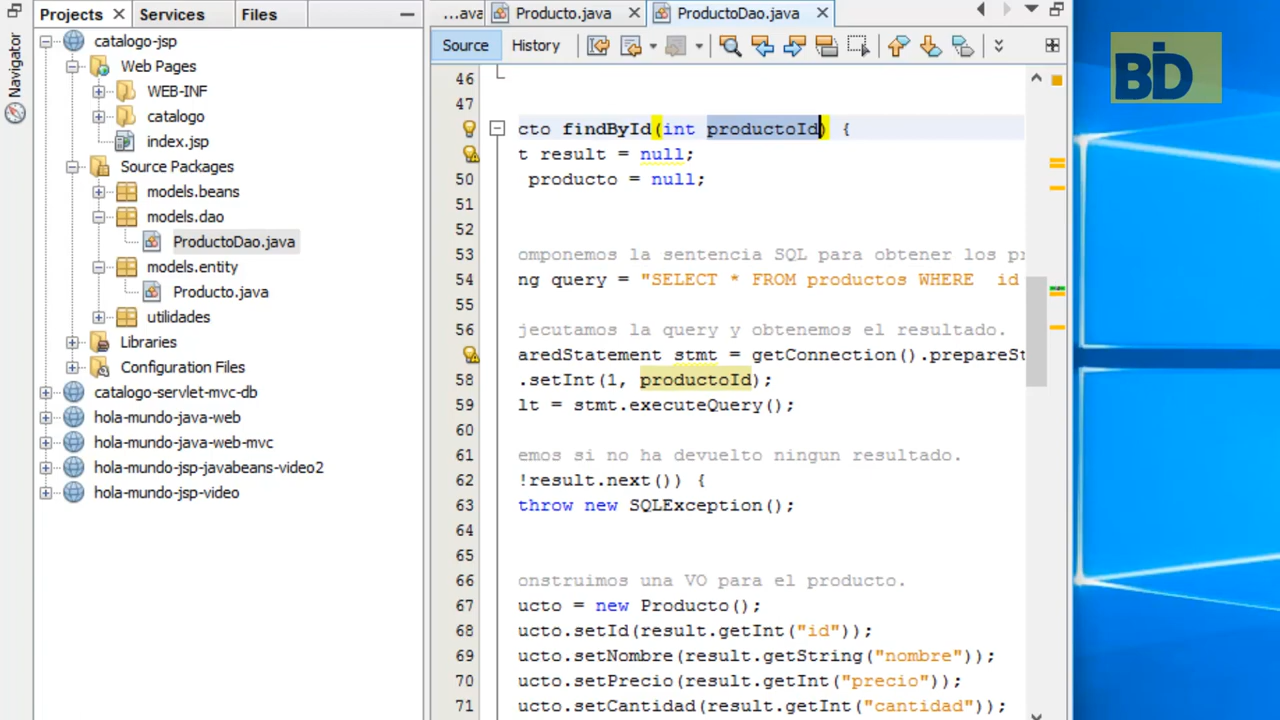 Projects
Services
Files
...ava
Producto.java
ProductoDao.java
Navigator
Source
History
BID
catalogo-jsp
Web Pages
WEB-INF
catalogo
index.jsp
Source Packages
models.beans
models.dao
ProductoDao.java
models.entity
Producto.java
utilidades
Libraries
Configuration Files
catalogo-servlet-mvc-db
hola-mundo-java-web
hola-mundo-java-web-mvc
hola-mundo-jsp-javabeans-video2
hola-mundo-jsp-video
46
47
cto findById(int productoId) {
t result = null;
50 producto = null;
51
52
53 omponemos la sentencia SQL para obtener los pr
54 ng query = "SELECT * FROM productos WHERE  id
55
56 jecutamos la query y obtenemos el resultado.
aredStatement stmt = getConnection().prepareSt
58 .setInt(1, productoId);
59 lt = stmt.executeQuery();
60
61 emos si no ha devuelto ningun resultado.
62 !result.next()) {
63 throw new SQLException();
64
65
66 onstruimos una VO para el producto.
67 ucto = new Producto();
68 ucto.setId(result.getInt("id"));
69 ucto.setNombre(result.getString("nombre"));
70 ucto.setPrecio(result.getInt("precio"));
71 ucto.setCantidad(result.getInt("cantidad"));